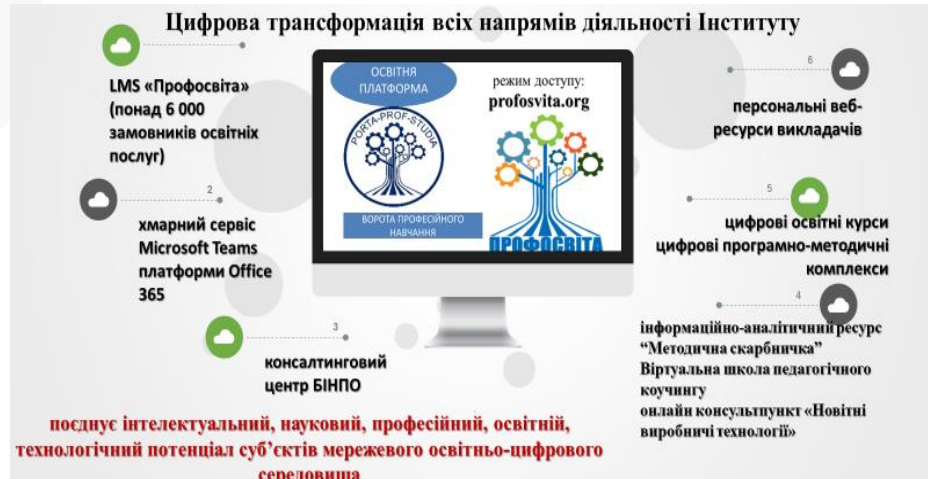 Цифрова трансформація всіх напрямів діяльності Інституту
LMS «Профосвіта»
(понад 6 000
замовників освітніх
послуг)
2
хмарний сервіс
Microsoft Teams
платформи Office
365
3
консалтинговий
центр БІНПО
ОСВІТНЯ
ПЛАТФОРМА
PORTA-PROF-STUDIA
ВОРОТА ПРОФЕСІЙНОГО
НАВЧАННЯ
режим доступу:
profosvita.org
ПРОФОСВІТА
6
персональні веб-
ресурси викладачів
5
цифрові освітні курси
цифрові програмно-методичні
комплекси
4
інформаційно-аналітичний ресурс
“Методична скарбничка”
Віртуальна школа педагогічного
коучингу
онлайн консультпункт «Новітні
виробничі технології»
поєднує інтелектуальний, науковий, професійний, освітній,
технологічний потенціал суб’єктів мережевого освітньо-цифрового
середовища